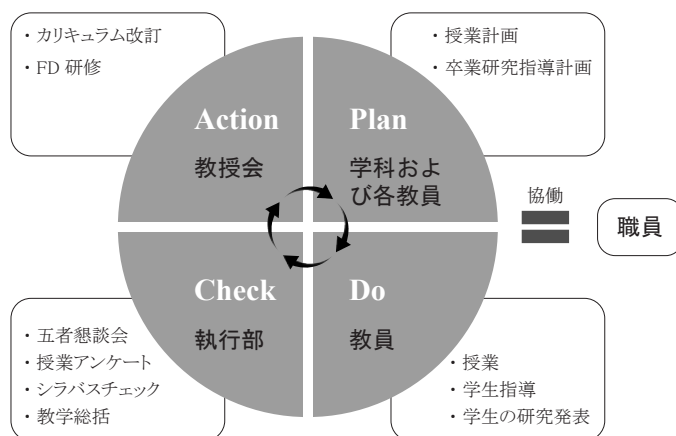 ・カリキュラム改訂
・FD 研修
・授業計画
・卒業研究指導計画
Action
教授会
Plan
学科およ
び各教員
協働
職員
Check
執行部
Do
教員
・五者懇談会
・授業アンケート
・シラバスチェック
・教学総括
・授業
・学生指導
・学生の研究発表